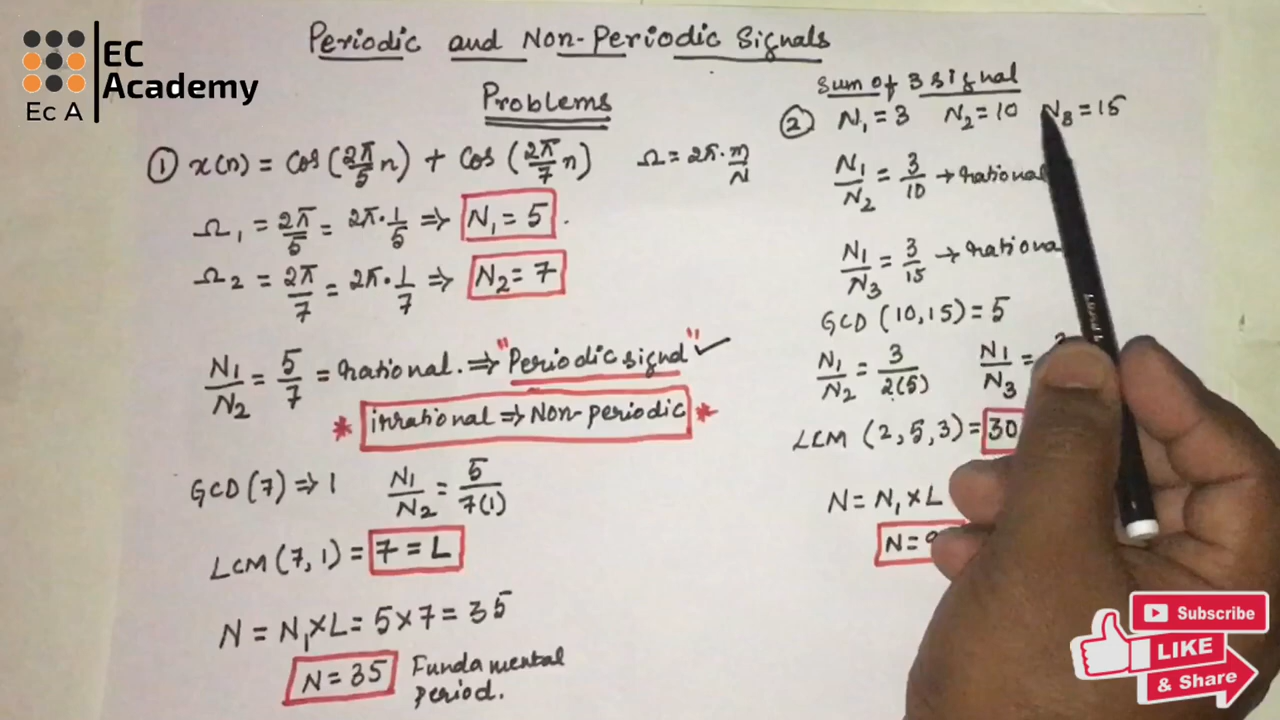 EC
Academy
Ec A
Periodic and Non-Periodic Signals
Problems
① x(n) = cos(2π/5 n) + cos(2π/7 n) Ω = 2π·m/N
Ω₁ = 2π/5 = 2π·1/5 ⇒ N₁ = 5
Ω₂ = 2π/7 = 2π·1/7 ⇒ N₂ = 7
N₁/N₂ = 5/7 = rational. ⇒ "Periodic signal" ✓
* irrational ⇒ Non-periodic *
GCD(7) ⇒ 1 N₁/N₂ = 5/7(1)
LCM(7, 1) = 7 = L
N = N₁×L = 5×7 = 35
N = 35 Fundamental
period.
Sum of 3 signal
② N₁ = 3 N₂ = 10 N₃ = 15
N₁/N₂ = 3/10 → rational
N₁/N₃ = 3/15 →
GCD (10, 15) = 5
N₁/N₂ = 3/2(5) N₁/N₃ =
LCM (2, 5, 3) = 30
N = N₁ × L
N =
Subscribe
LIKE
& Share